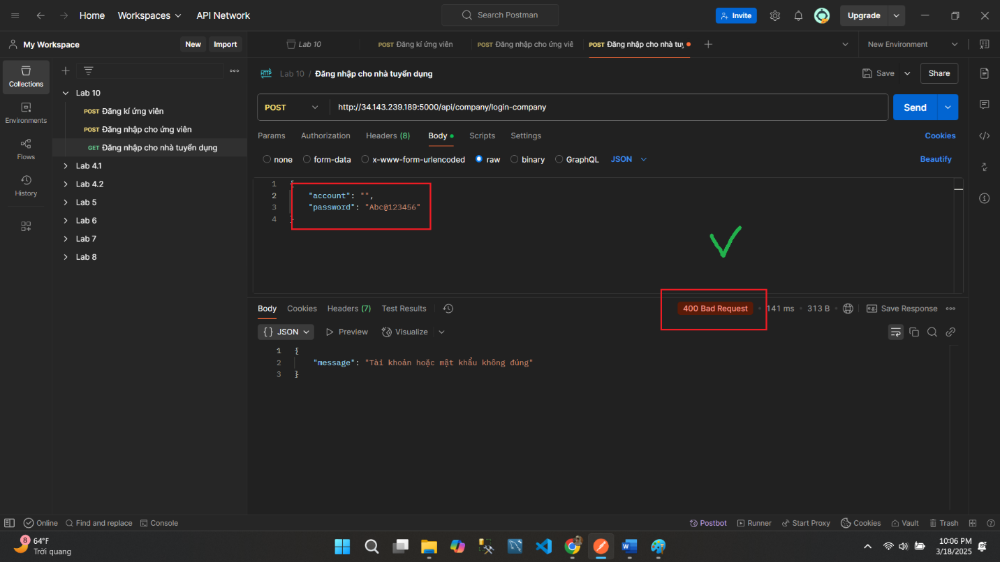 Home Workspaces API Network Search Postman Invite Upgrade
My Workspace New Import Lab 10 POST Đăng kí ứng viên POST Đăng nhập cho ứng viê POST Đăng nhập cho nhà tuy New Environment
Collections
Environments
Flows
History
Lab 10
POST Đăng kí ứng viên
POST Đăng nhập cho ứng viên
GET Đăng nhập cho nhà tuyển dụng
Lab 4.1
Lab 4.2
Lab 5
Lab 6
Lab 7
Lab 8
HTTP Lab 10 / Đăng nhập cho nhà tuyển dụng Save Share
POST http://34.143.239.189:5000/api/company/login-company Send
Params Authorization Headers (8) Body Scripts Settings Cookies
none form-data x-www-form-urlencoded raw binary GraphQL JSON Beautify
1 {
2 "account": "",
3 "password": "Abc@123456"
4 }
Body Cookies Headers (7) Test Results 400 Bad Request 141 ms 313 B e.g. Save Response
{} JSON Preview Visualize
1 {
2 "message": "Tài khoản hoặc mật khẩu không đúng"
3 }
Online Find and replace Console Postbot Runner Start Proxy Cookies Vault Trash
8 64°F
Trời quang
10:06 PM
3/18/2025